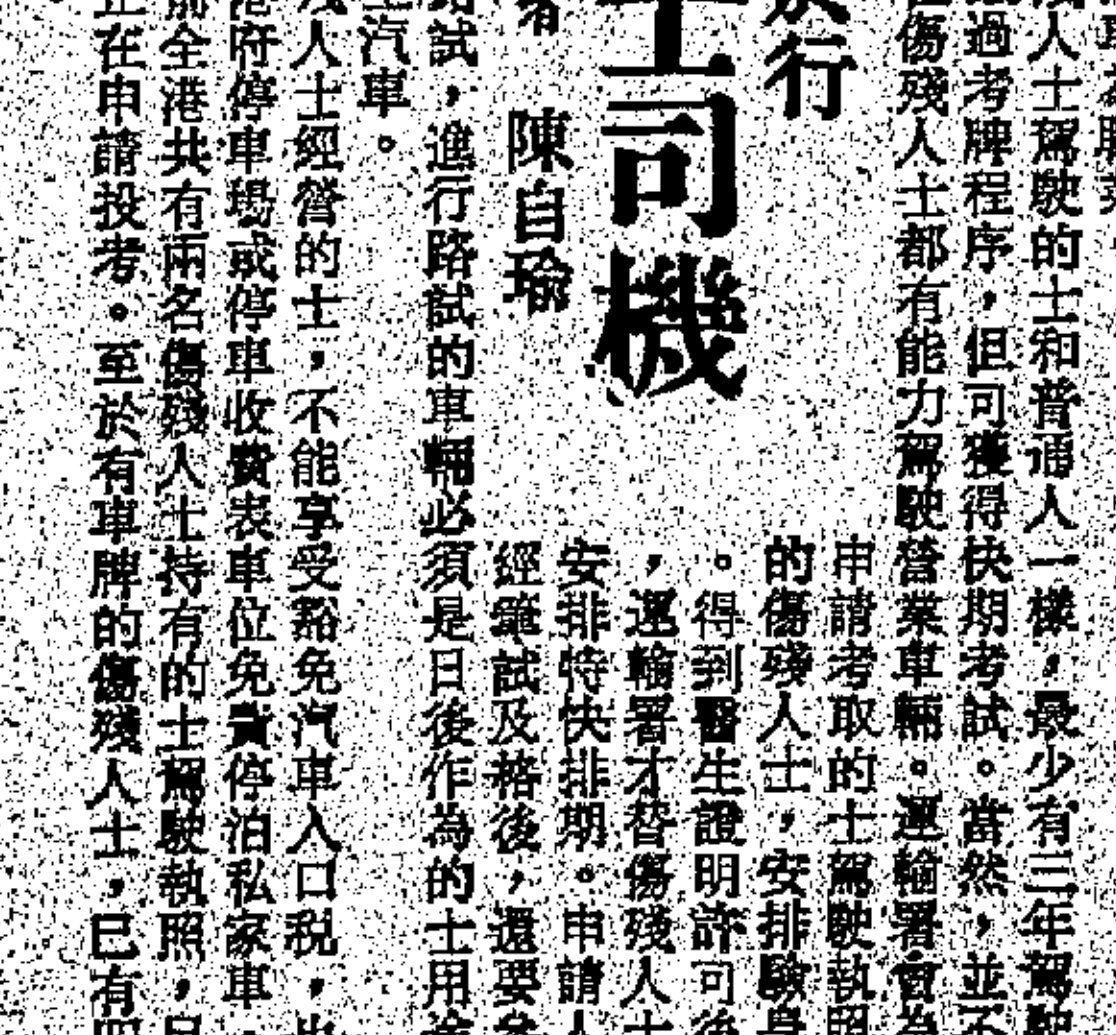 人士駕駛的士和普通人一樣，最少有三年駕駛
過考牌程序，但可獲得快期考試。當然，並不
傷殘人士都有能力駕駛營業車輛。運輸署會為
申請考取的士駕駛執照
的傷殘人士，安排驗身
。得到醫生證明許可後
，運輸署才替傷殘人士
安排特快排期。申請人
經筆試及格後，還要參
行
士司機
陳自瑜
路試，進行路試的車輛必須是日後作為的士用途
汽車。
人士經營的士，不能享受豁免汽車入口税，
府停車場或停車收費表車位免費停泊私家車，
前全港共有兩名傷殘人士持有的士駕駛執照，
正在申請投考。至於有車牌的傷殘人士，已有四